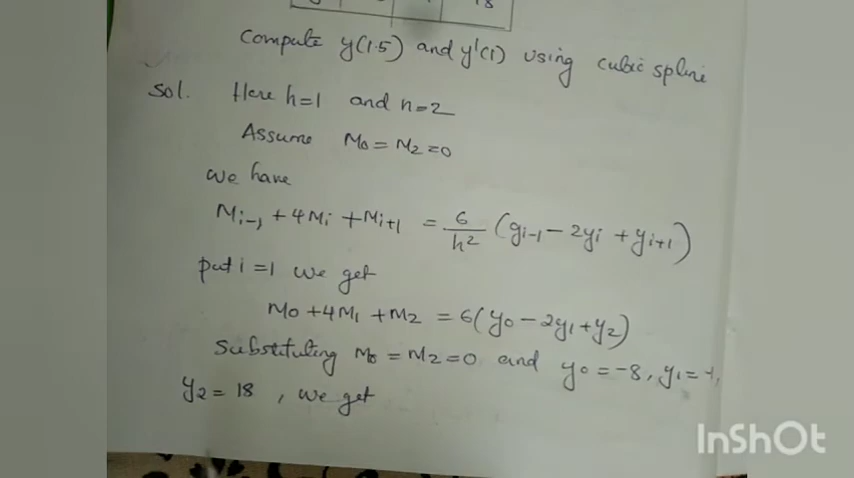 18
Compute y(1.5) and y'(1) using cubic spline
Sol. Here h=1 and n=2
Assume M₀ = M₂ =0
we have
Mᵢ₋₁ + 4Mᵢ + Mᵢ₊₁ = 6/h² (yᵢ₋₁ - 2yᵢ + yᵢ₊₁)
put i=1 we get
M₀ + 4M₁ + M₂ = 6(y₀ - 2y₁ + y₂)
Substituting M₀ = M₂ =0 and y₀ = -8, y₁ = -1,
y₂ = 18 , we get
InShOt